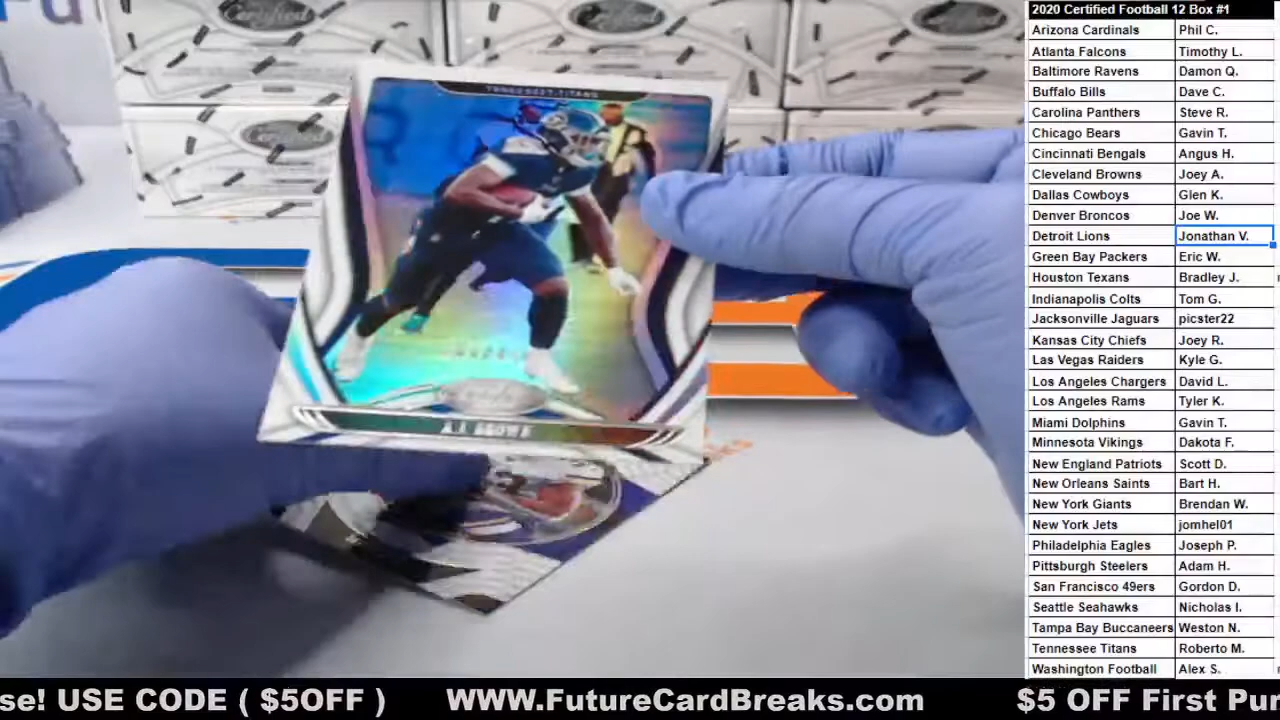 2020 Certified Football 12 Box #1
Arizona Cardinals Phil C.
Atlanta Falcons Timothy L.
Baltimore Ravens Damon Q.
Buffalo Bills Dave C.
Carolina Panthers Steve R.
Chicago Bears Gavin T.
Cincinnati Bengals Angus H.
Cleveland Browns Joey A.
Dallas Cowboys Glen K.
Denver Broncos Joe W.
Detroit Lions Jonathan V.
Green Bay Packers Eric W.
Houston Texans Bradley J.
Indianapolis Colts Tom G.
Jacksonville Jaguars picster22
Kansas City Chiefs Joey R.
Las Vegas Raiders Kyle G.
Los Angeles Chargers David L.
Los Angeles Rams Tyler K.
Miami Dolphins Gavin T.
Minnesota Vikings Dakota F.
New England Patriots Scott D.
New Orleans Saints Bart H.
New York Giants Brendan W.
New York Jets jomhel01
Philadelphia Eagles Joseph P.
Pittsburgh Steelers Adam H.
San Francisco 49ers Gordon D.
Seattle Seahawks Nicholas I.
Tampa Bay Buccaneers Weston N.
Tennessee Titans Roberto M.
Washington Football Alex S.
Certified
Certified
Certified
TENNESSEE TITANS
A.J. BROWN
se! USE CODE ( $5OFF ) WWW.FutureCardBreaks.com $5 OFF First Pur